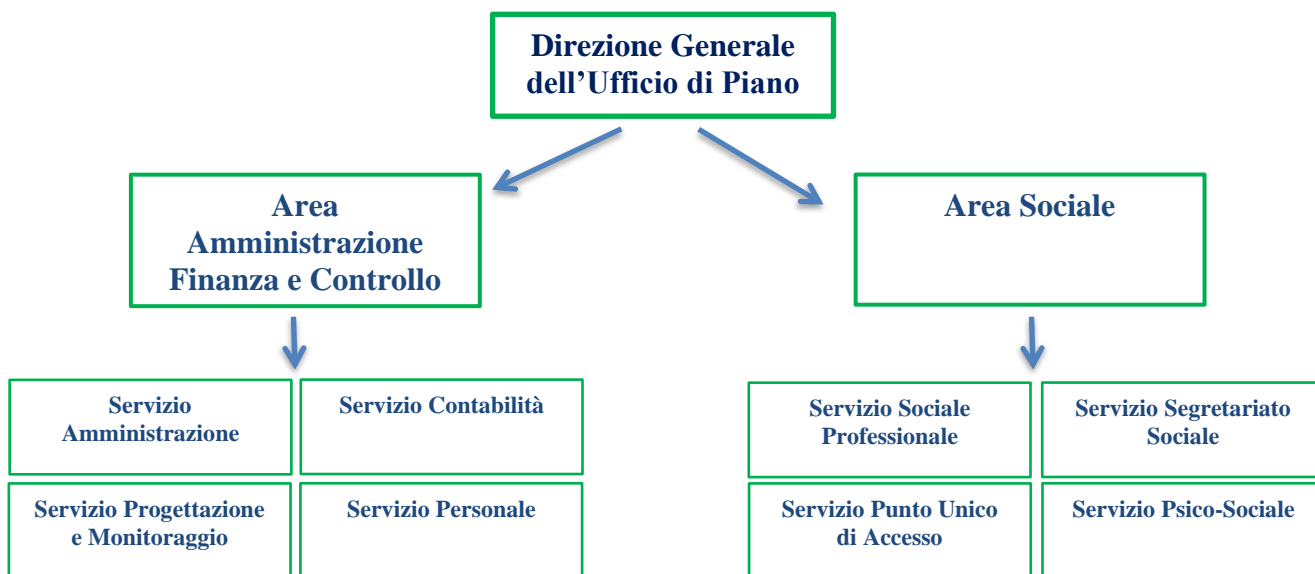 Direzione Generale
dell’Ufficio di Piano
Area
Amministrazione
Finanza e Controllo
Area Sociale
Servizio
Amministrazione
Servizio Contabilità
Servizio Progettazione
e Monitoraggio
Servizio Personale
Servizio Sociale
Professionale
Servizio Segretariato
Sociale
Servizio Punto Unico
di Accesso
Servizio Psico-Sociale